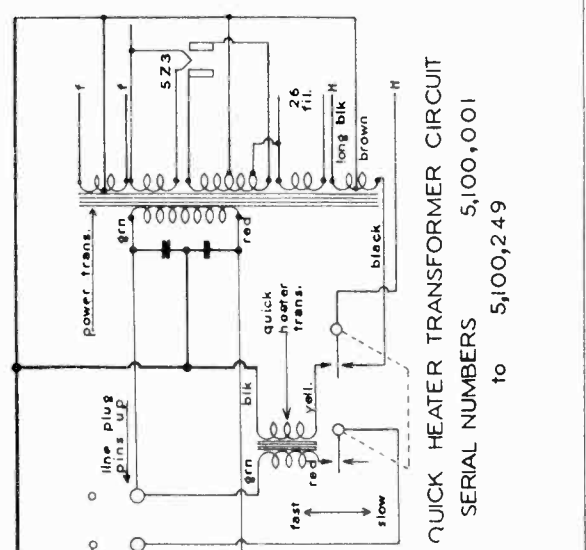 QUICK HEATER TRANSFORMER CIRCUIT
SERIAL NUMBERS 5,100,001
to 5,100,249
power trans.
grn
red
f
f
5Z3
26
fil.
H
long blk
brown
H
black
line plug
pins up
blk
quick
heater
trans.
yell.
grn
red
fast
slow